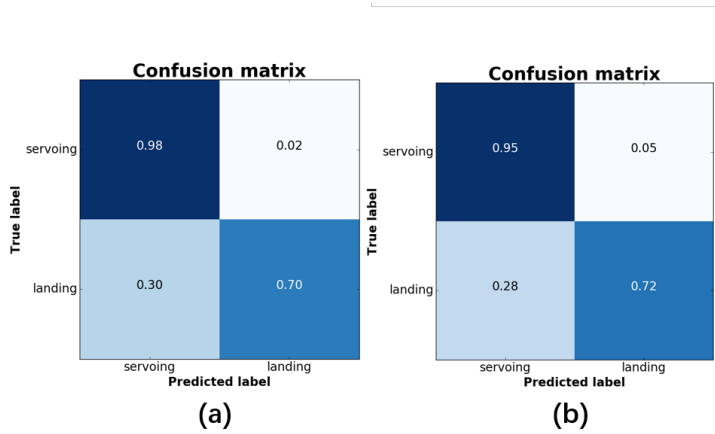 Confusion matrix
servoing 0.98 0.02
True label
landing 0.30 0.70
servoing landing
Predicted label
(a)
Confusion matrix
servoing 0.95 0.05
True label
landing 0.28 0.72
servoing landing
Predicted label
(b)